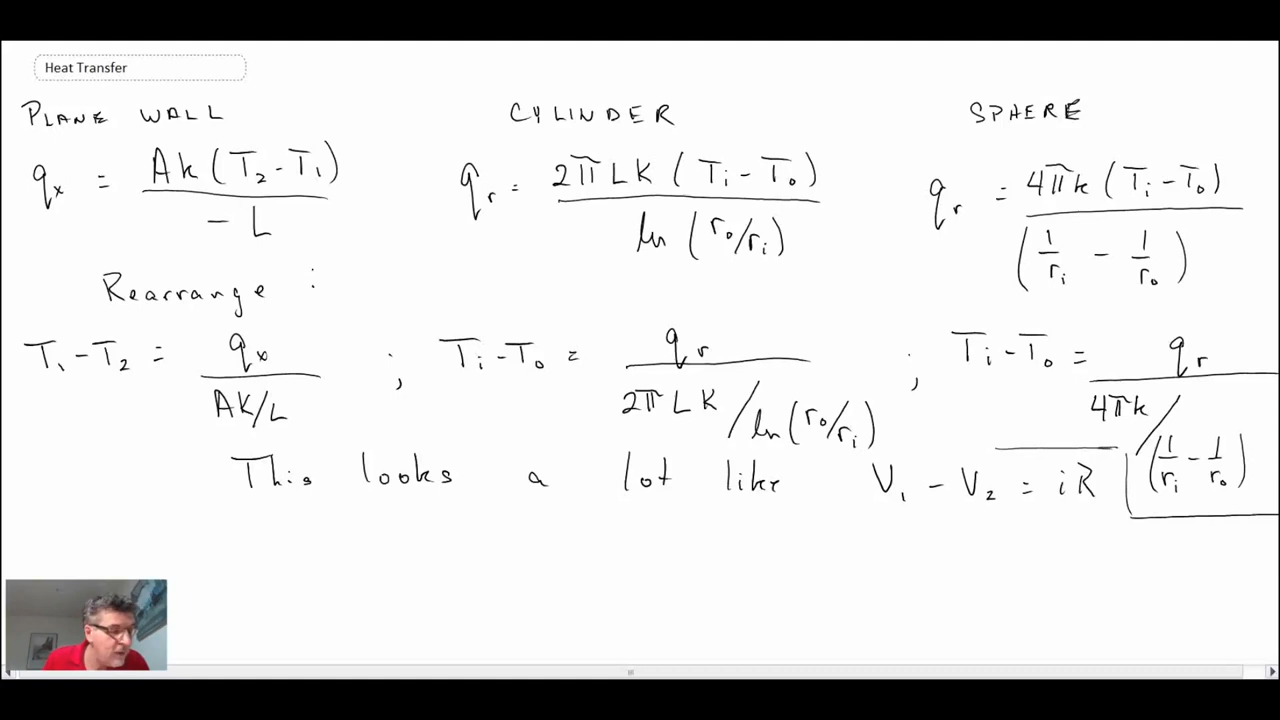 Heat Transfer
PLANE WALL CYLINDER SPHERE
qx = Ak(T2-T1) / -L qr = 2πLK(Ti-To) / ln(ro/ri) qr = 4πk(Ti-To) / (1/ri - 1/ro)
Rearrange :
T1-T2 = qx / AK/L ; Ti-To = qr / 2πLK/ln(ro/ri) ; Ti-To = qr / 4πk/(1/ri - 1/ro)
This looks a lot like V1 - V2 = iR